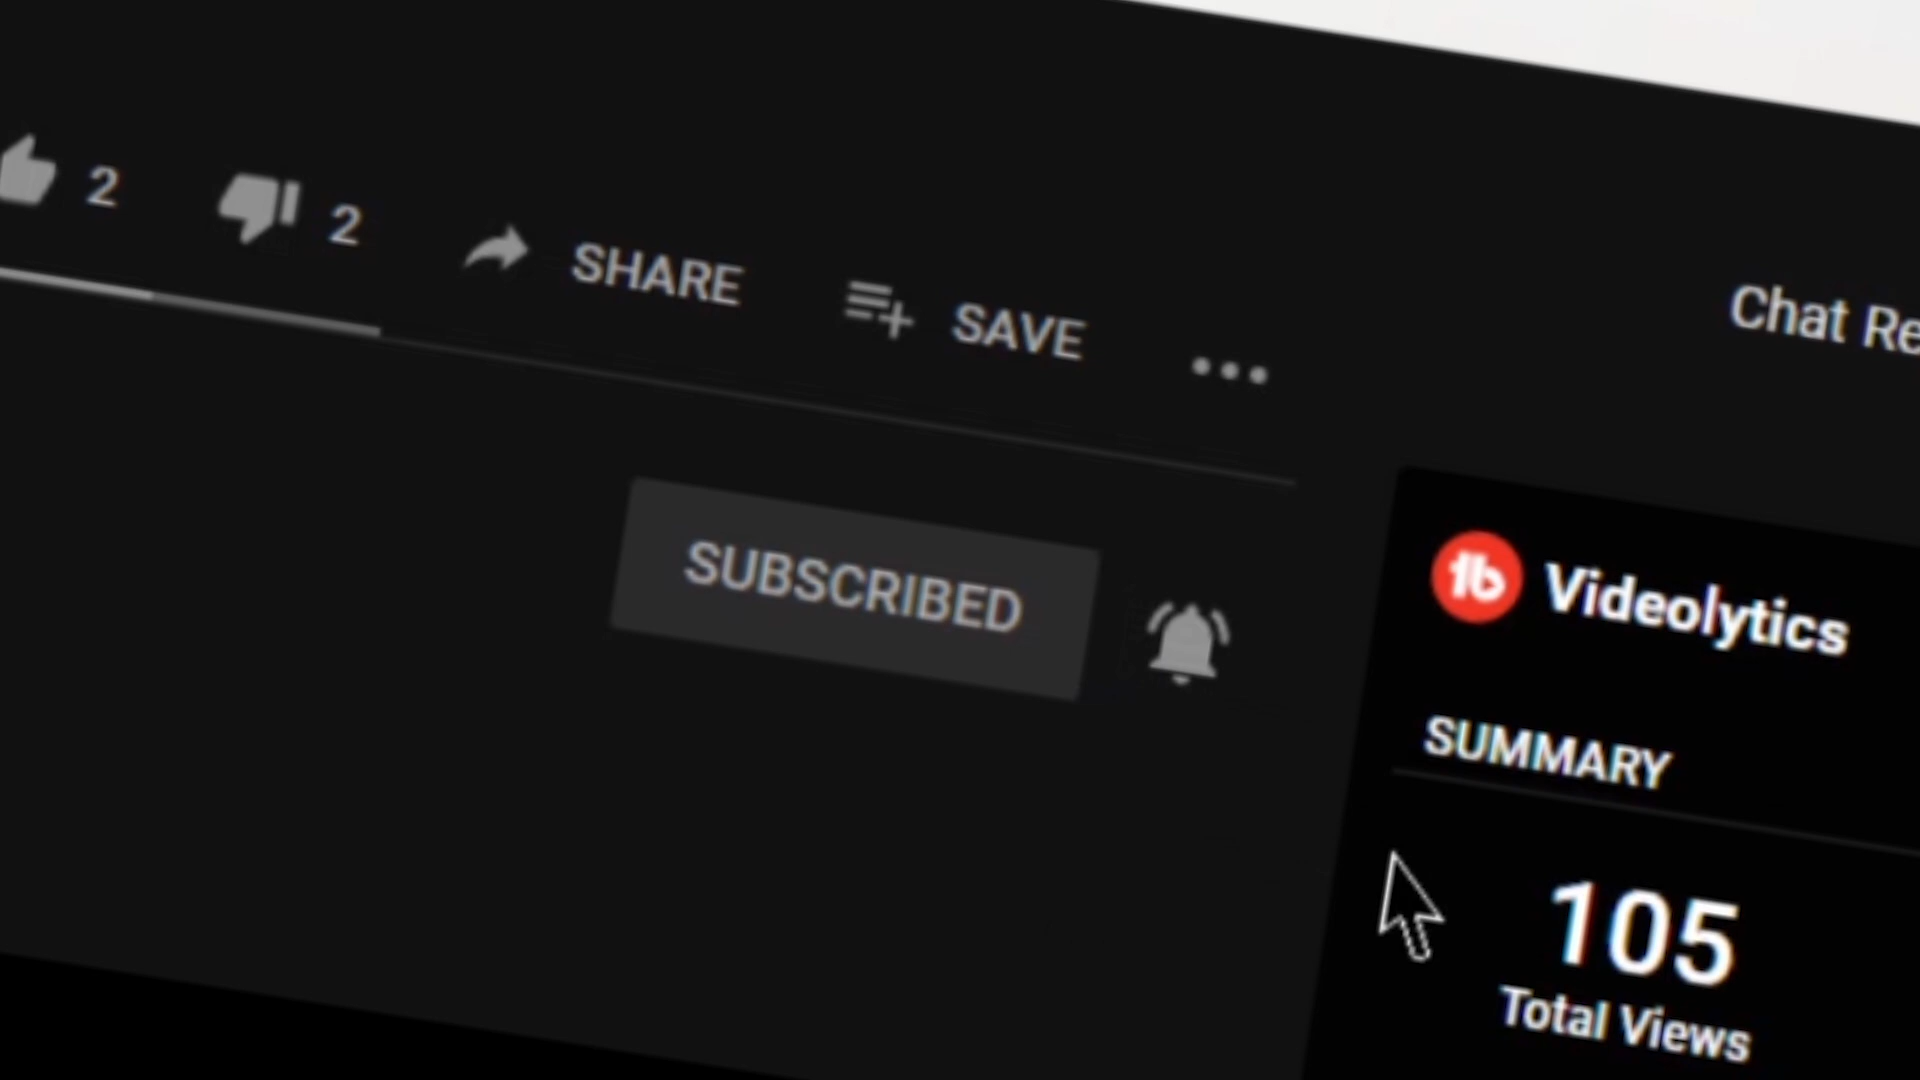 2 2 SHARE SAVE
Chat Re
SUBSCRIBED
Videolytics
SUMMARY
105
Total Views